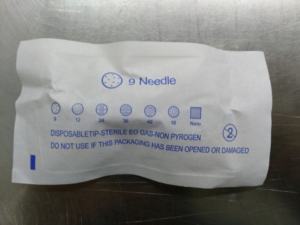 9 Needle
9 12 24 36 42 Nano
DISPOSABLETIP-STERILE EO GAS-NON PYROGEN
2
DO NOT USE IF THIS PACKAGING HAS BEEN OPENED OR DAMAGED